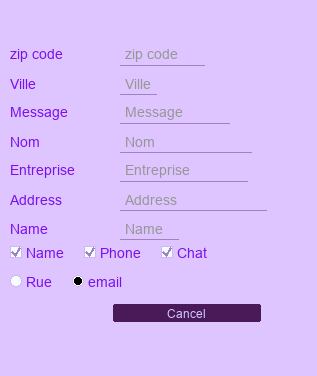 zip code zip code
Ville Ville
Message Message
Nom Nom
Entreprise Entreprise
Address Address
Name Name
Name Phone Chat
Rue email
Cancel